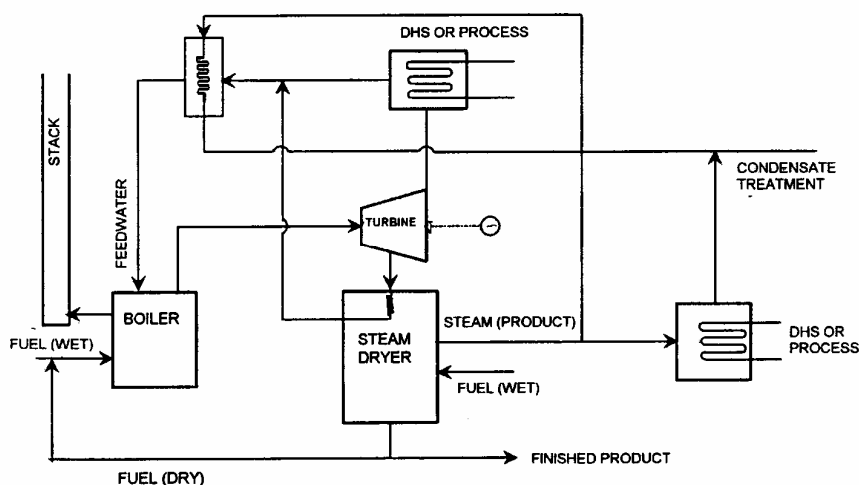 DHS OR PROCESS
STACK
FEEDWATER
CONDENSATE
TREATMENT
TURBINE
BOILER
STEAM (PRODUCT)
STEAM
DRYER
FUEL (WET)
DHS OR
PROCESS
FUEL (WET)
FINISHED PRODUCT
FUEL (DRY)